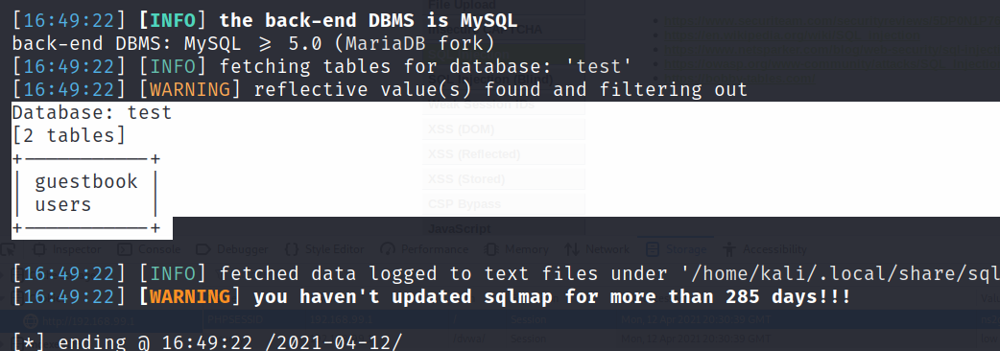 File Upload
[16:49:22] [INFO] the back-end DBMS is MySQL
back-end DBMS: MySQL ⩾ 5.0 (MariaDB fork)
[16:49:22] [INFO] fetching tables for database: 'test'
[16:49:22] [WARNING] reflective value(s) found and filtering out
Database: test
[2 tables]
+-----------+
| guestbook |
| users     |
+-----------+
XSS (DOM)
XSS (Reflected)
XSS (Stored)
CSP Bypass
JavaScript
Inspector Console Debugger Style Editor Performance Memory Network Storage Accessibility
[16:49:22] [INFO] fetched data logged to text files under '/home/kali/.local/share/sql
[16:49:22] [WARNING] you haven't updated sqlmap for more than 285 days!!!
[*] ending @ 16:49:22 /2021-04-12/